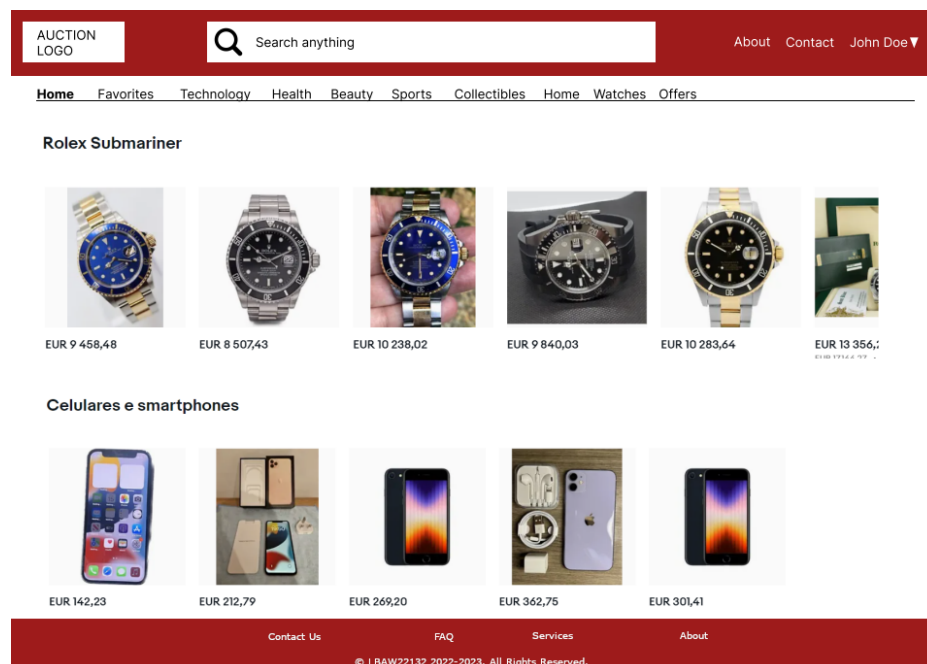 AUCTION
LOGO
Search anything
About Contact John Doe
Home Favorites Technology Health Beauty Sports Collectibles Home Watches Offers
Rolex Submariner
EUR 9 458,48 EUR 8 507,43 EUR 10 238,02 EUR 9 840,03 EUR 10 283,64 EUR 13 356,
Celulares e smartphones
EUR 142,23 EUR 212,79 EUR 269,20 EUR 362,75 EUR 301,41
Contact Us FAQ Services About
© LBAW22132 2022-2023. All Rights Reserved.